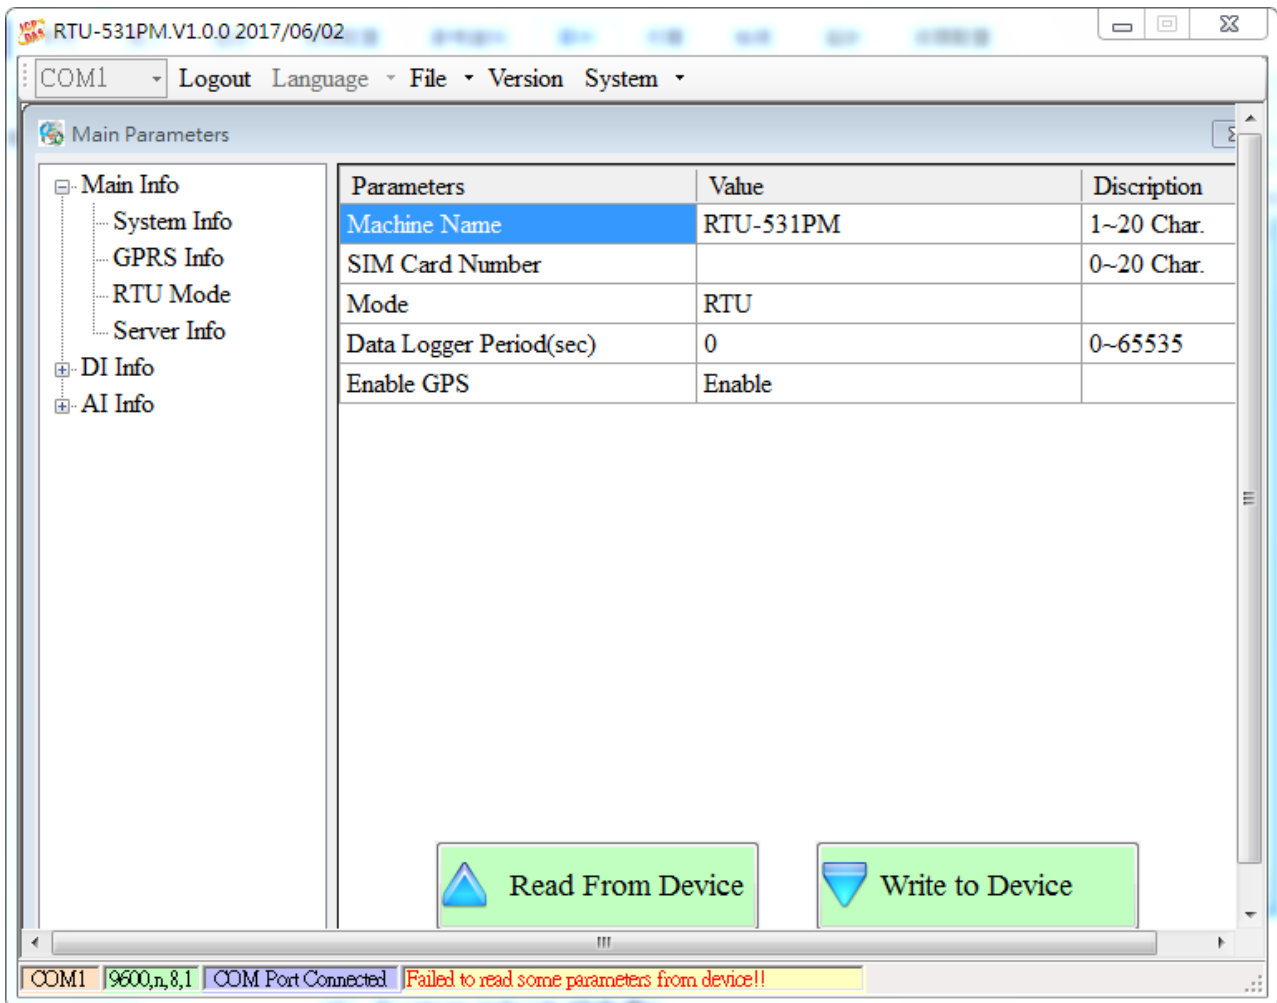 RTU-531PM.V1.0.0 2017/06/02
COM1 Logout Language File Version System
Main Parameters
Main Info
System Info
GPRS Info
RTU Mode
Server Info
DI Info
AI Info
Parameters Value Discription
Machine Name RTU-531PM 1~20 Char.
SIM Card Number 0~20 Char.
Mode RTU
Data Logger Period(sec) 0 0~65535
Enable GPS Enable
Read From Device Write to Device
COM1 9600,n,8,1 COM Port Connected Failed to read some parameters from device!!